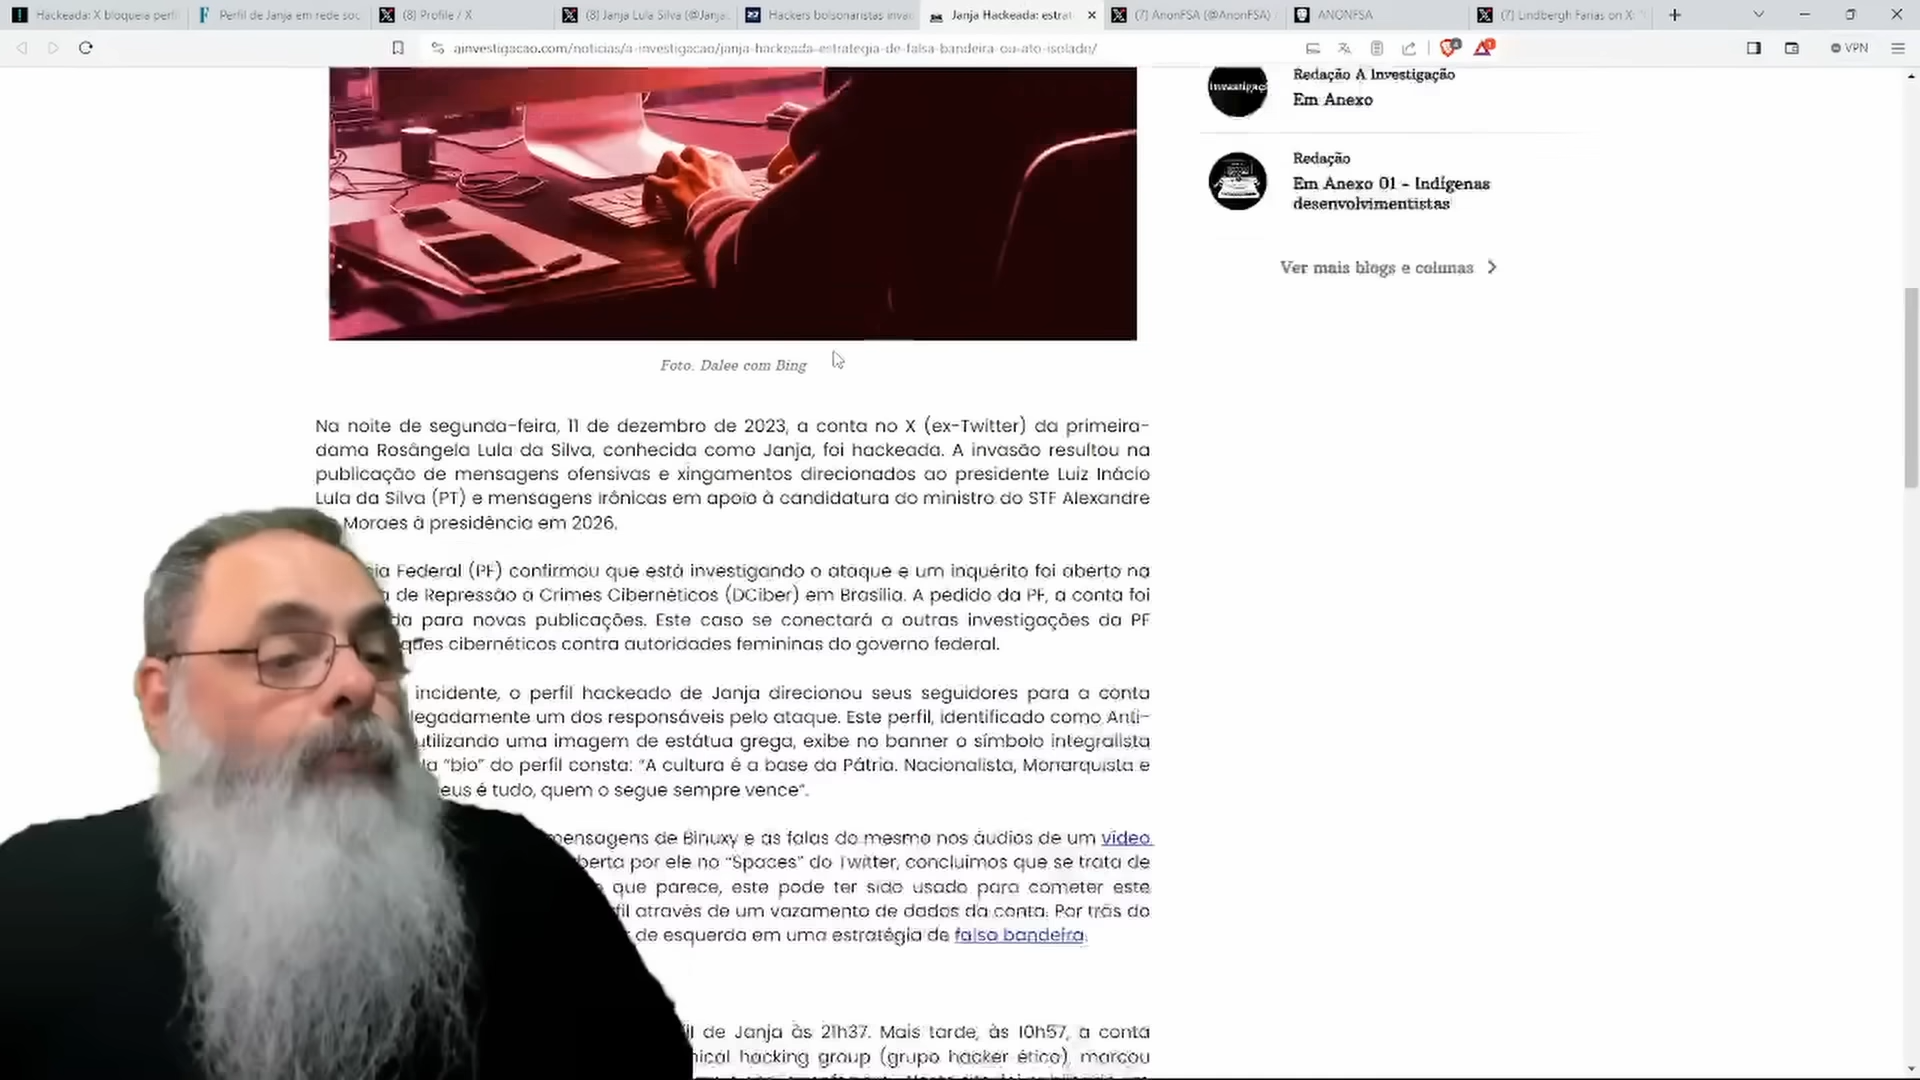 Hackeada: X bloqueia perfi
Perfil de Janja em rede soc
(8) Profile / X
(8) Janja Lula Silva (@Janja
Hackers bolsonaristas inva
Janja Hackeada: estrat
(7) AnonFSA (@AnonFSA)
ANONFSA
(7) Lindbergh Farias on X:
ainvestigacao.com/noticias/a-investigacao/janja-hackeada-estrategia-de-falsa-bandeira-ou-ato-isolado/
VPN
Redação A Investigação
Em Anexo
Redação
Em Anexo 01 - Indígenas
desenvolvimentistas
Ver mais blogs e colunas
Foto. Dalee com Bing
Na noite de segunda-feira, 11 de dezembro de 2023, a conta no X (ex-Twitter) da primeira-
dama Rosângela Lula da Silva, conhecida como Janja, foi hackeada. A invasão resultou na
publicação de mensagens ofensivas e xingamentos direcionados ao presidente Luiz Inácio
Lula da Silva (PT) e mensagens irônicas em apoio à candidatura do ministro do STF Alexandre
Moraes à presidência em 2026.
ia Federal (PF) confirmou que está investigando o ataque e um inquérito foi aberto na
de Repressão a Crimes Cibernéticos (DCiber) em Brasília. A pedido da PF, a conta foi
da para novas publicações. Este caso se conectará a outras investigações da PF
ques cibernéticos contra autoridades femininas do governo federal.
incidente, o perfil hackeado de Janja direcionou seus seguidores para a conta
legadamente um dos responsáveis pelo ataque. Este perfil, identificado como Anti-
utilizando uma imagem de estátua grega, exibe no banner o símbolo integralista
la "bio" do perfil consta: "A cultura é a base da Pátria. Nacionalista, Monarquista e
eus é tudo, quem o segue sempre vence".
mensagens de Binuxy e as falas do mesmo nos áudios de um vídeo
berta por ele no "Spaces" do Twitter, concluímos que se trata de
que parece, este pode ter sido usado para cometer este
fil através de um vazamento de dados da conta. Por trás do
de esquerda em uma estratégia de falsa bandeira.
il de Janja às 21h37. Mais tarde, às 10h57, a conta
hical hacking group (grupo hacker ético), marcou